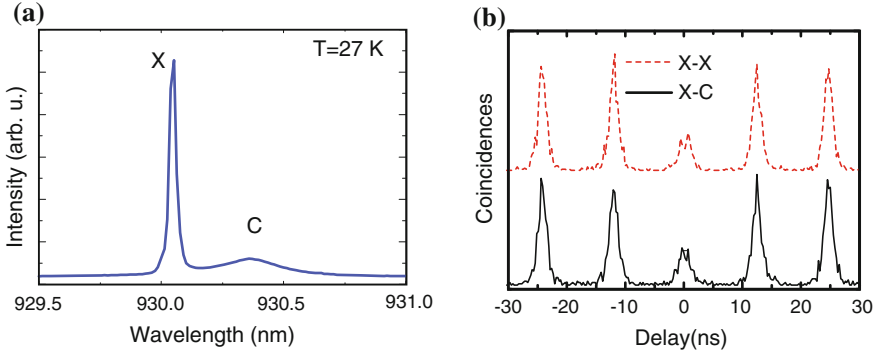 (a)
X
T=27 K
C
Intensity (arb. u.)
929.5 930.0 930.5 931.0
Wavelength (nm)
(b)
X-X
X-C
Coincidences
-30 -20 -10 0 10 20 30
Delay(ns)